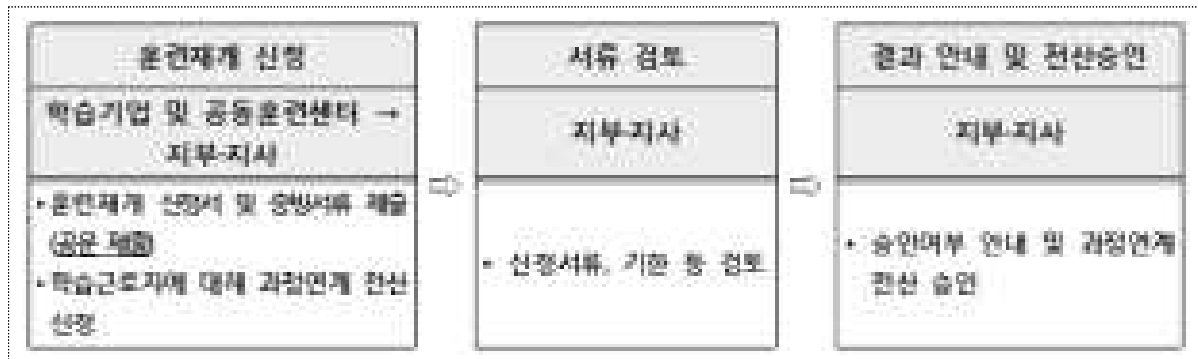 훈련재개 신청
학습기업 및 공동훈련센터 →
지부·지사
• 훈련재개 신청서 및 증빙서류 제출
(공문 제출)
• 학습근로자에 대해 과정연계 전산
신청
⇨
서류 검토
지부·지사
• 신청서류, 기한 등 검토
⇨
결과 안내 및 전산승인
지부·지사
• 승인여부 안내 및 과정연계
전산 승인